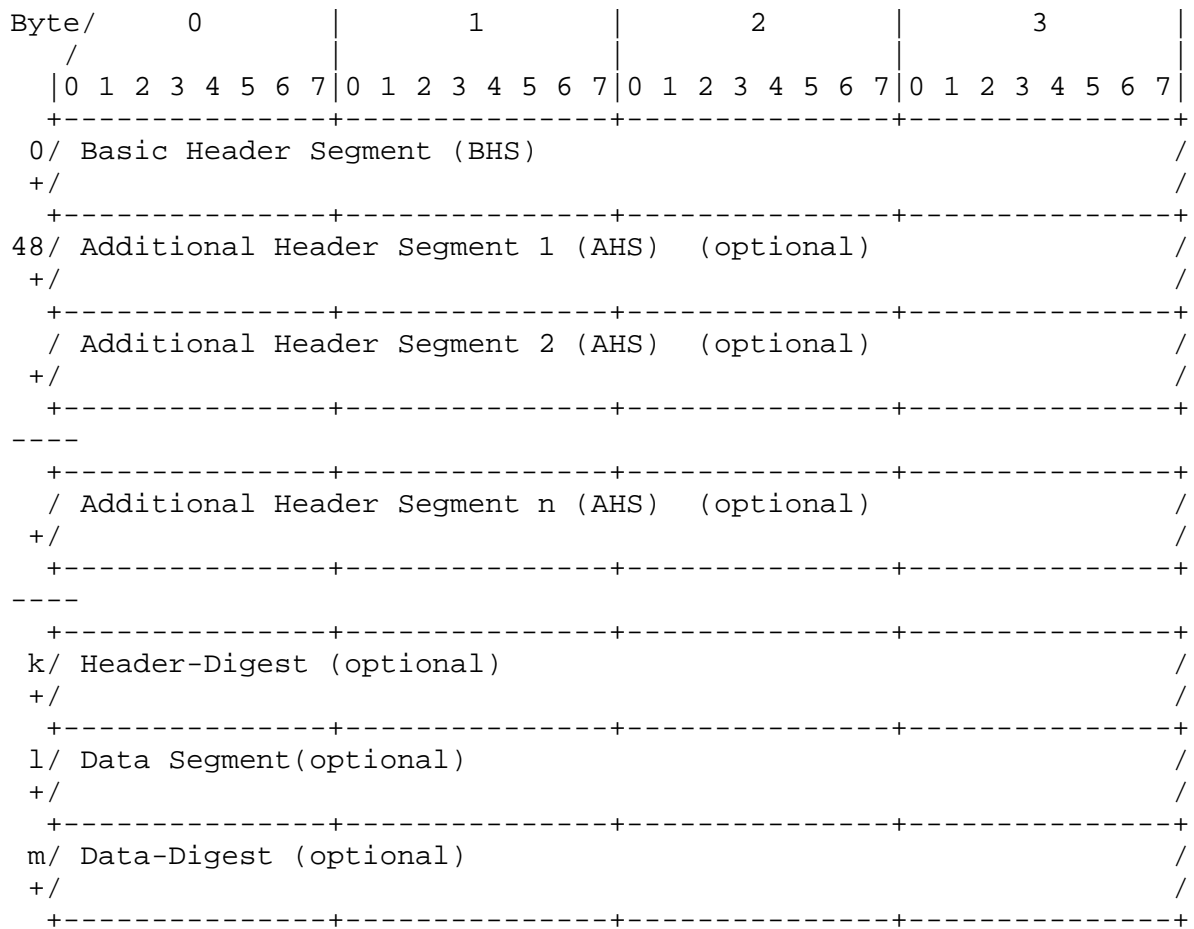 Byte/     0       |       1       |       2       |       3       |
   /              |               |               |               |
  |0 1 2 3 4 5 6 7|0 1 2 3 4 5 6 7|0 1 2 3 4 5 6 7|0 1 2 3 4 5 6 7|
  +---------------+---------------+---------------+---------------+
 0/ Basic Header Segment (BHS)                                    /
 +/                                                               /
  +---------------+---------------+---------------+---------------+
48/ Additional Header Segment 1 (AHS)  (optional)                 /
 +/                                                               /
  +---------------+---------------+---------------+---------------+
  / Additional Header Segment 2 (AHS)  (optional)                 /
 +/                                                               /
  +---------------+---------------+---------------+---------------+
----
  +---------------+---------------+---------------+---------------+
  / Additional Header Segment n (AHS)  (optional)                 /
 +/                                                               /
  +---------------+---------------+---------------+---------------+
----
  +---------------+---------------+---------------+---------------+
 k/ Header-Digest (optional)                                      /
 +/                                                               /
  +---------------+---------------+---------------+---------------+
 l/ Data Segment(optional)                                        /
 +/                                                               /
  +---------------+---------------+---------------+---------------+
 m/ Data-Digest (optional)                                        /
 +/                                                               /
  +---------------+---------------+---------------+---------------+